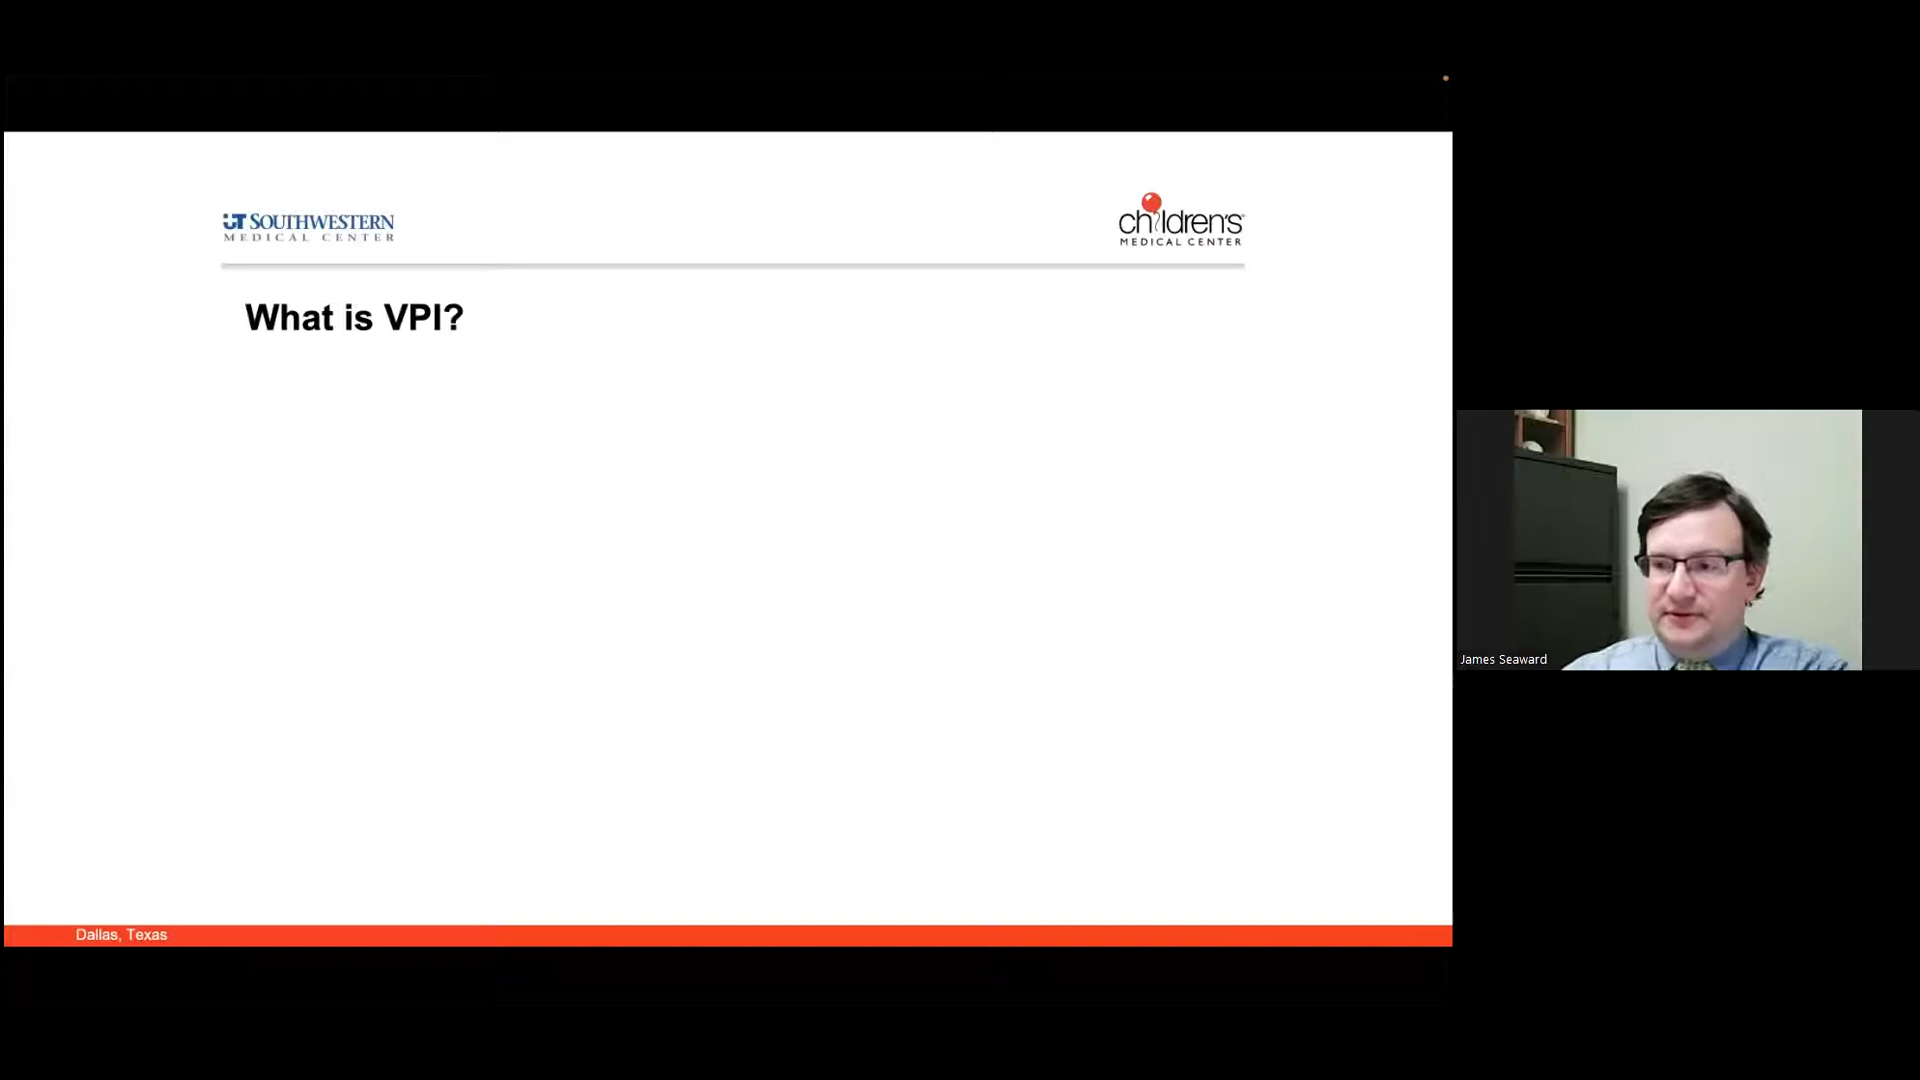 UT SOUTHWESTERN
MEDICAL CENTER
children's
MEDICAL CENTER
What is VPI?
James Seaward
Dallas, Texas